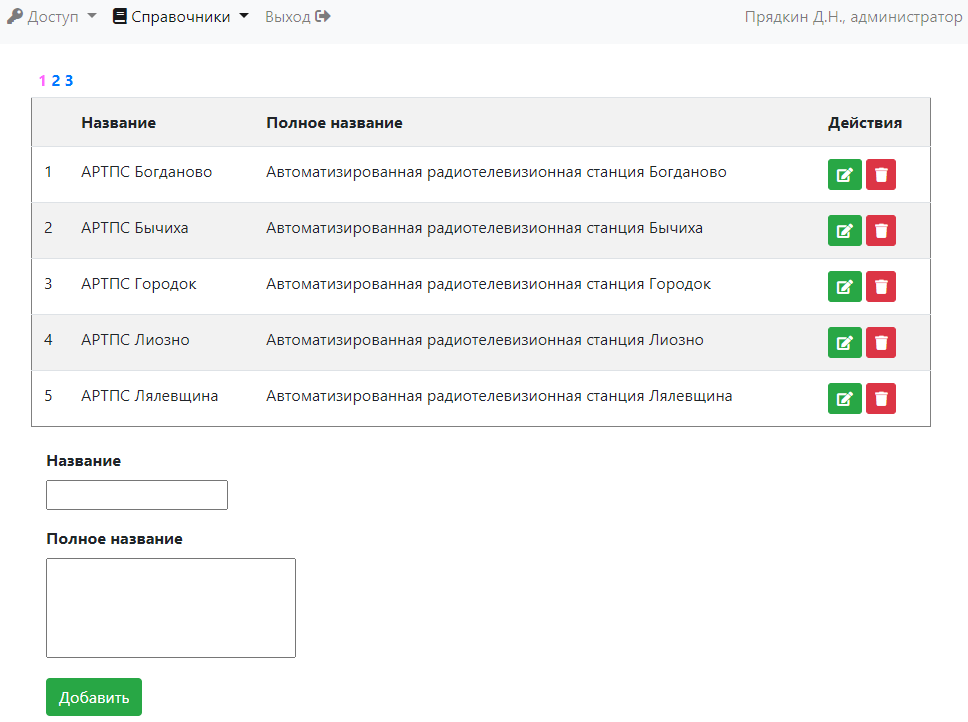 Доступ Справочники Выход Прядкин Д.Н., администратор
1 2 3
Название Полное название Действия
1 АРТПС Богданово Автоматизированная радиотелевизионная станция Богданово
2 АРТПС Бычиха Автоматизированная радиотелевизионная станция Бычиха
3 АРТПС Городок Автоматизированная радиотелевизионная станция Городок
4 АРТПС Лиозно Автоматизированная радиотелевизионная станция Лиозно
5 АРТПС Лялевщина Автоматизированная радиотелевизионная станция Лялевщина
Название
Полное название
Добавить